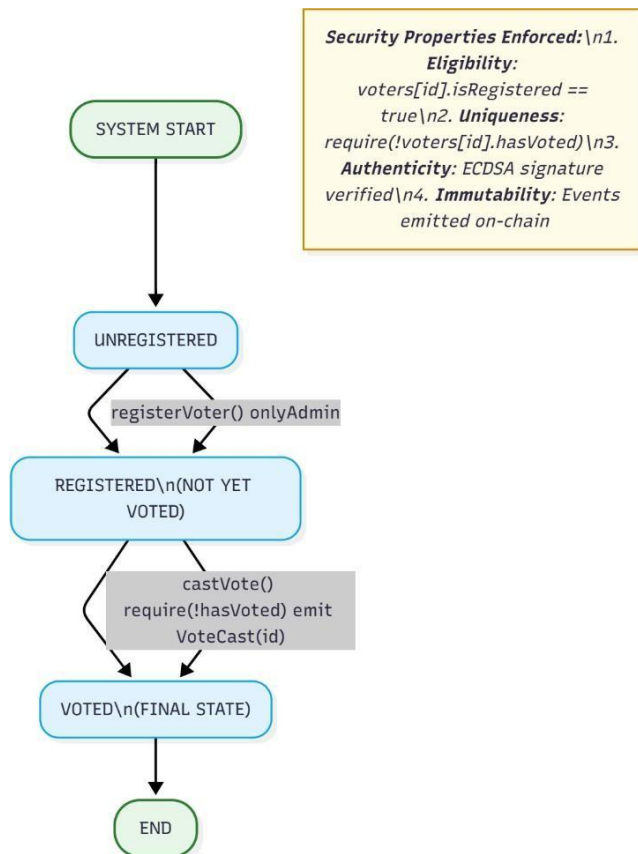 Security Properties Enforced:\n1.
Eligibility:
voters[id].isRegistered ==
true\n2. Uniqueness:
require(!voters[id].hasVoted)\n3.
Authenticity: ECDSA signature
verified\n4. Immutability: Events
emitted on-chain
SYSTEM START
UNREGISTERED
registerVoter() onlyAdmin
REGISTERED\n(NOT YET
VOTED)
castVote()
require(!hasVoted) emit
VoteCast(id)
VOTED\n(FINAL STATE)
END